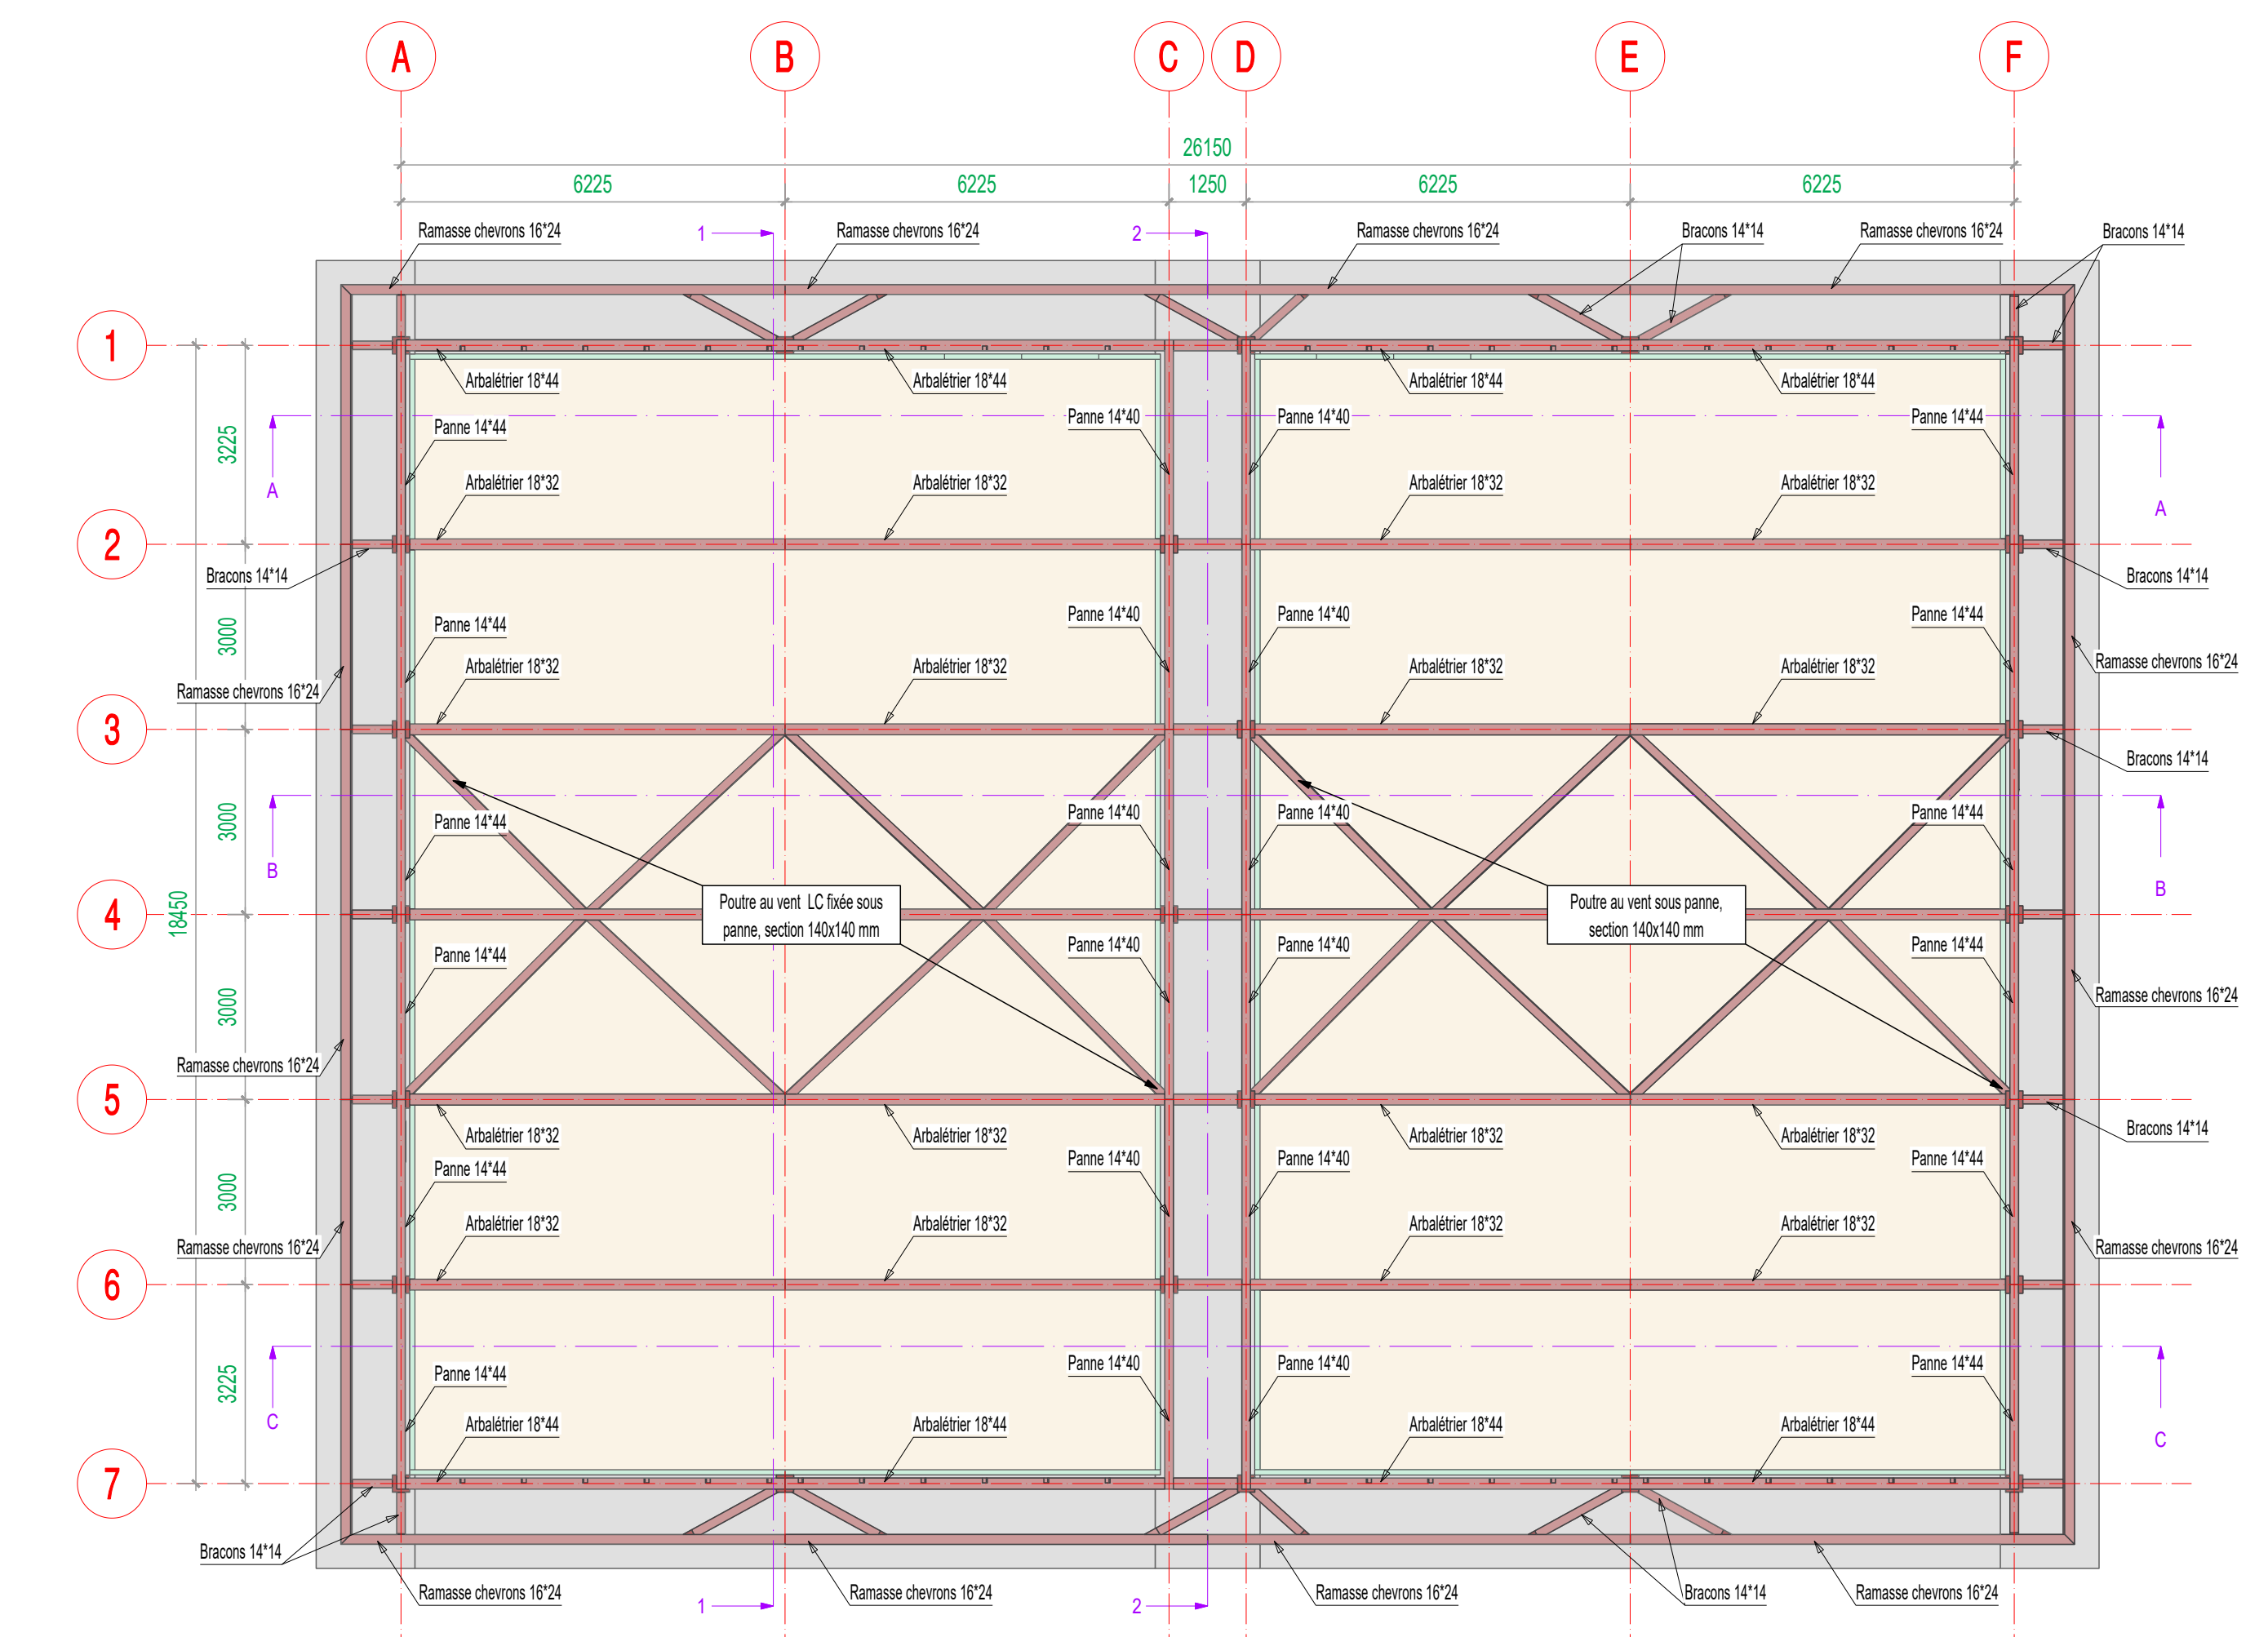 A B C D E F
26150
6225 6225 1250 6225 6225
Ramasse chevrons 16*24 1 Ramasse chevrons 16*24 2 Ramasse chevrons 16*24 Bracons 14*14 Ramasse chevrons 16*24 Bracons 14*14
1
Arbalétrier 18*44 Arbalétrier 18*44 Arbalétrier 18*44 Arbalétrier 18*44
3225 Panne 14*44 Panne 14*40 Panne 14*40 Panne 14*44
A Arbalétrier 18*32 Arbalétrier 18*32 Arbalétrier 18*32 Arbalétrier 18*32 A
2
Bracons 14*14 Bracons 14*14
3000 Panne 14*44 Panne 14*40 Panne 14*40 Panne 14*44
Arbalétrier 18*32 Arbalétrier 18*32 Arbalétrier 18*32 Arbalétrier 18*32 Ramasse chevrons 16*24
Ramasse chevrons 16*24
3
Bracons 14*14
3000 Panne 14*44 Panne 14*40 Panne 14*40 Panne 14*44
B B
4 18450
Poutre au vent LC fixée sous Poutre au vent sous panne,
panne, section 140x140 mm section 140x140 mm
Panne 14*44 Panne 14*40 Panne 14*40 Panne 14*44
3000 Ramasse chevrons 16*24
Ramasse chevrons 16*24
5
Arbalétrier 18*32 Arbalétrier 18*32 Arbalétrier 18*32 Arbalétrier 18*32 Bracons 14*14
3000 Panne 14*44 Panne 14*40 Panne 14*40 Panne 14*44
Arbalétrier 18*32 Arbalétrier 18*32 Arbalétrier 18*32 Arbalétrier 18*32
Ramasse chevrons 16*24 Ramasse chevrons 16*24
6
3225 Panne 14*44 Panne 14*40 Panne 14*40 Panne 14*44
C Arbalétrier 18*44 Arbalétrier 18*44 Arbalétrier 18*44 Arbalétrier 18*44 C
7
Bracons 14*14
Ramasse chevrons 16*24 1 Ramasse chevrons 16*24 2 Ramasse chevrons 16*24 Bracons 14*14 Ramasse chevrons 16*24